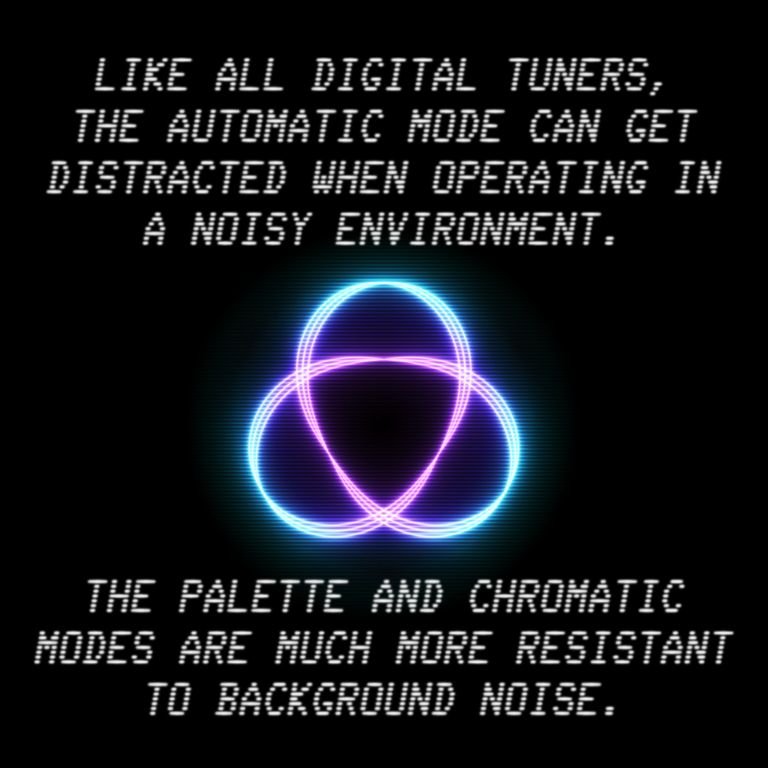 LIKE ALL DIGITAL TUNERS,
THE AUTOMATIC MODE CAN GET
DISTRACTED WHEN OPERATING IN
A NOISY ENVIRONMENT.
THE PALETTE AND CHROMATIC
MODES ARE MUCH MORE RESISTANT
TO BACKGROUND NOISE.